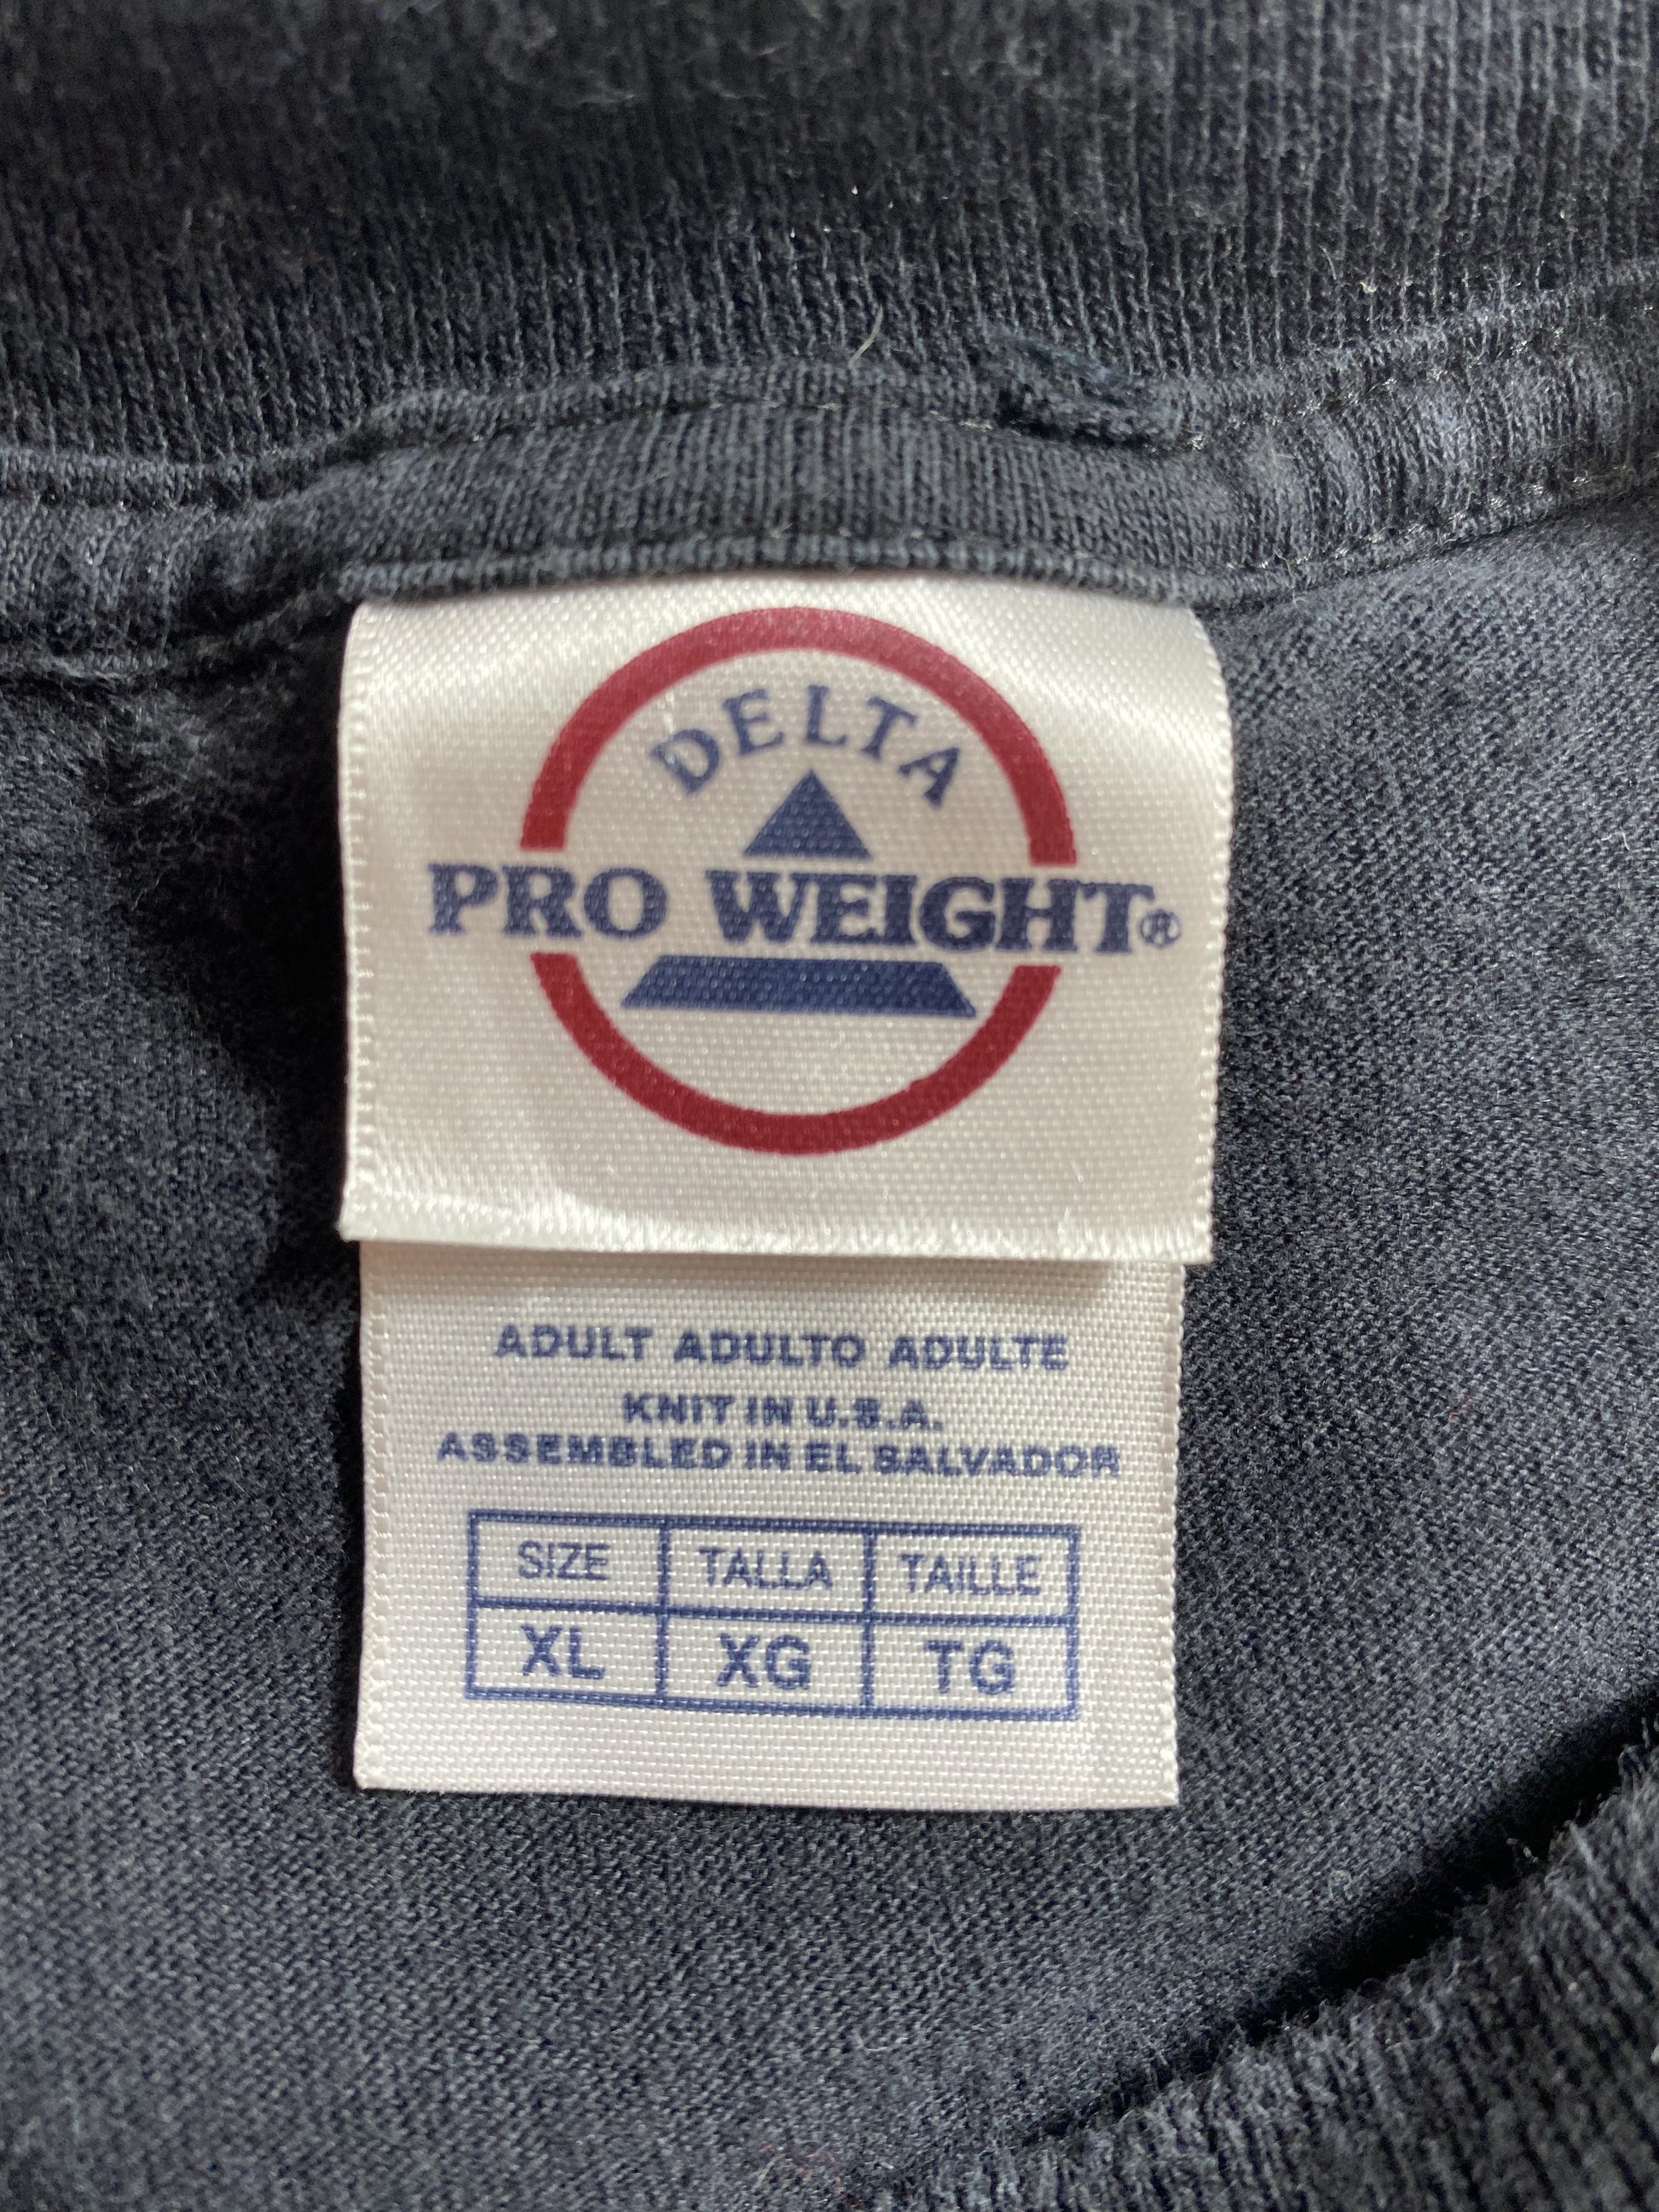 DELTA
PRO WEIGHT®
ADULT ADULTO ADULTE
KNIT IN U.S.A.
ASSEMBLED IN EL SALVADOR
SIZE TALLA TAILLE
XL XG TG